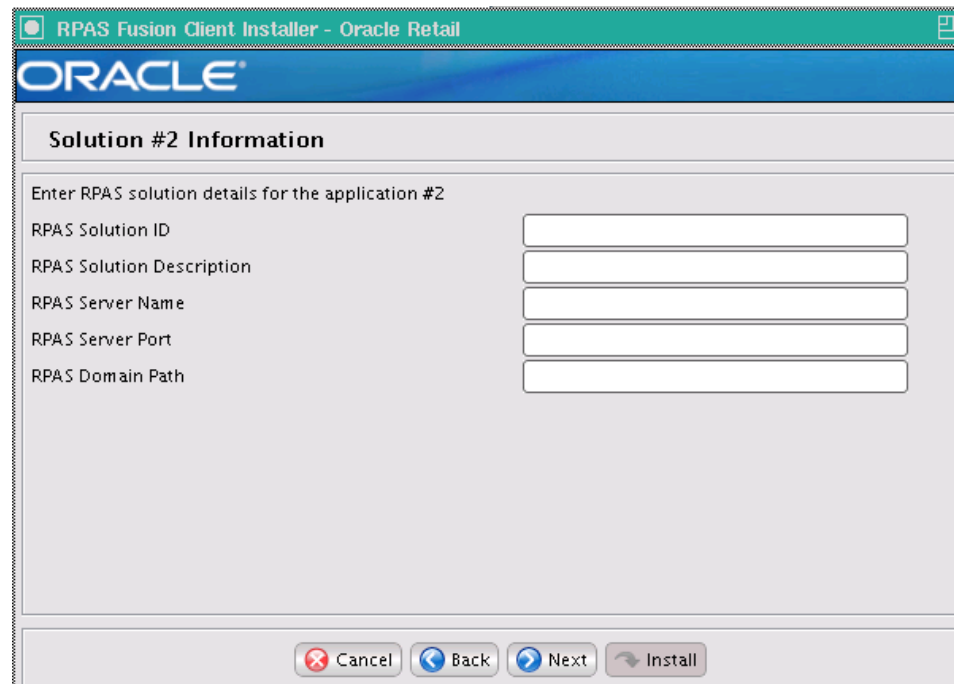 RPAS Fusion Client Installer - Oracle Retail
ORACLE
Solution #2 Information
Enter RPAS solution details for the application #2
RPAS Solution ID
RPAS Solution Description
RPAS Server Name
RPAS Server Port
RPAS Domain Path
Cancel Back Next Install